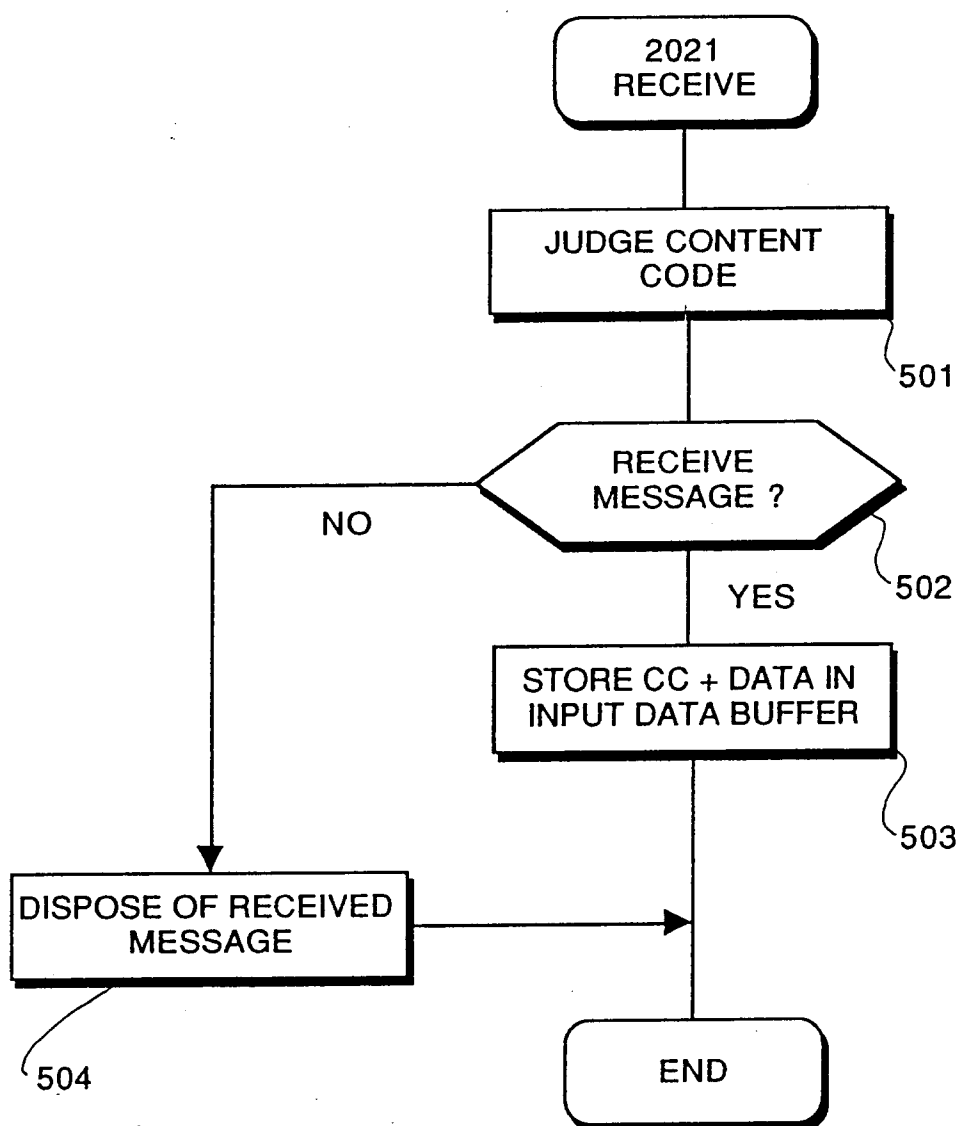 2021
RECEIVE
JUDGE CONTENT
CODE
501
RECEIVE
MESSAGE ?
502
NO
YES
STORE CC + DATA IN
INPUT DATA BUFFER
503
DISPOSE OF RECEIVED
MESSAGE
504
END